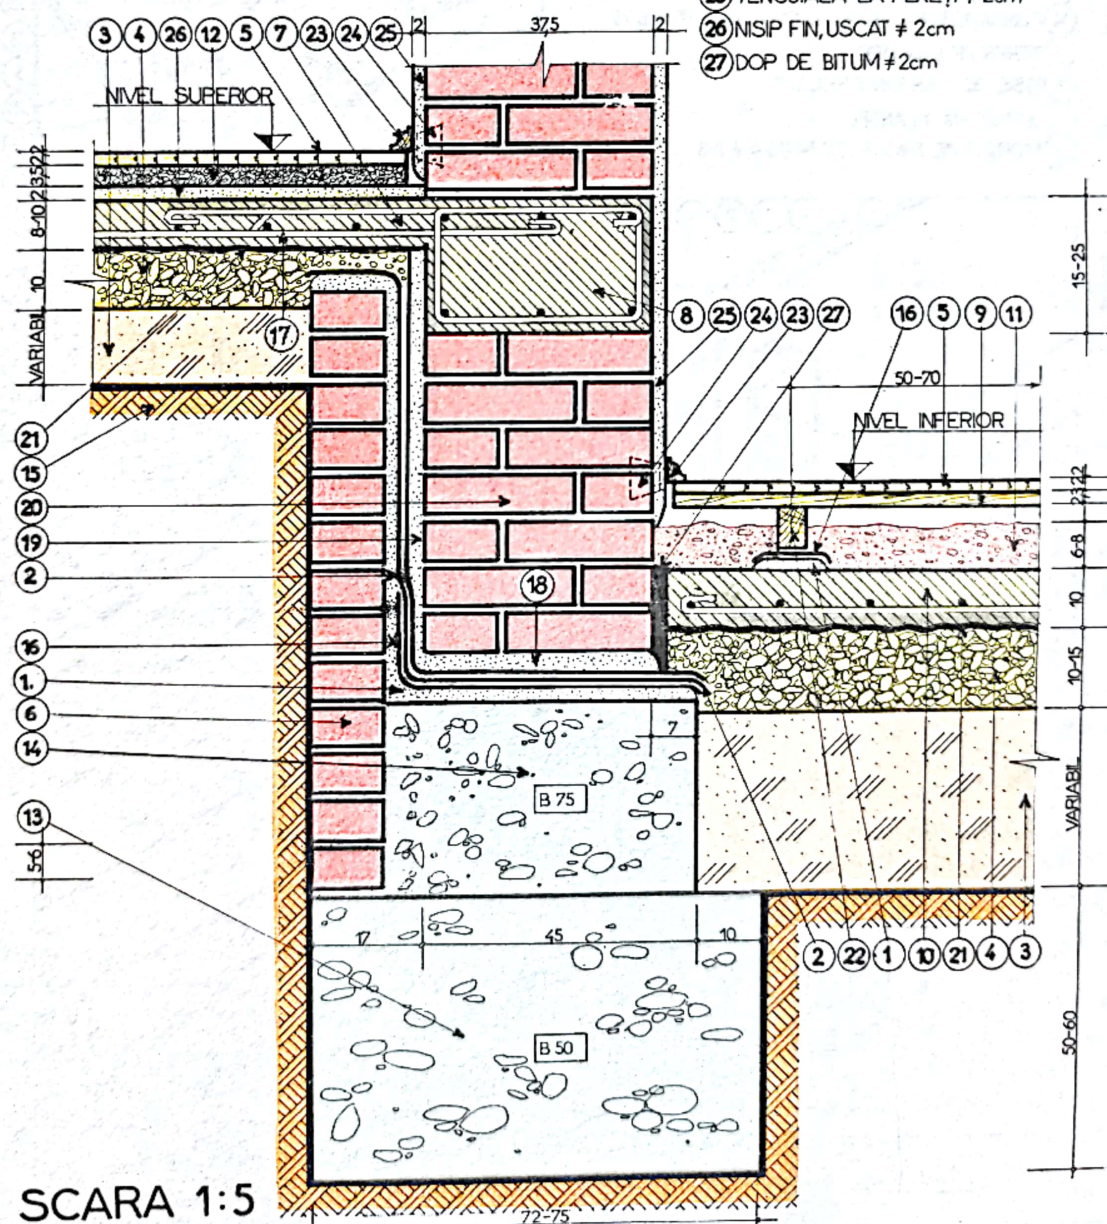 2 37,5 2
26 NISIP FIN, USCAT ≠ 2cm
27 DOP DE BITUM ≠ 2cm
3 4 26 12 5 7 23 24 25
NIVEL SUPERIOR
8-10
10
VARIABIL
15-25
17
8 25 24 23 27 16 5 9 11
50-70
NIVEL INFERIOR
21
15
20
19
2
16
1.
6
14
13
5-6
18
6-8
10
10-15
VARIABIL
7
B 75
17 45 10
2 22 1 10 21 4 3
B 50
50-60
SCARA 1:5
72-75